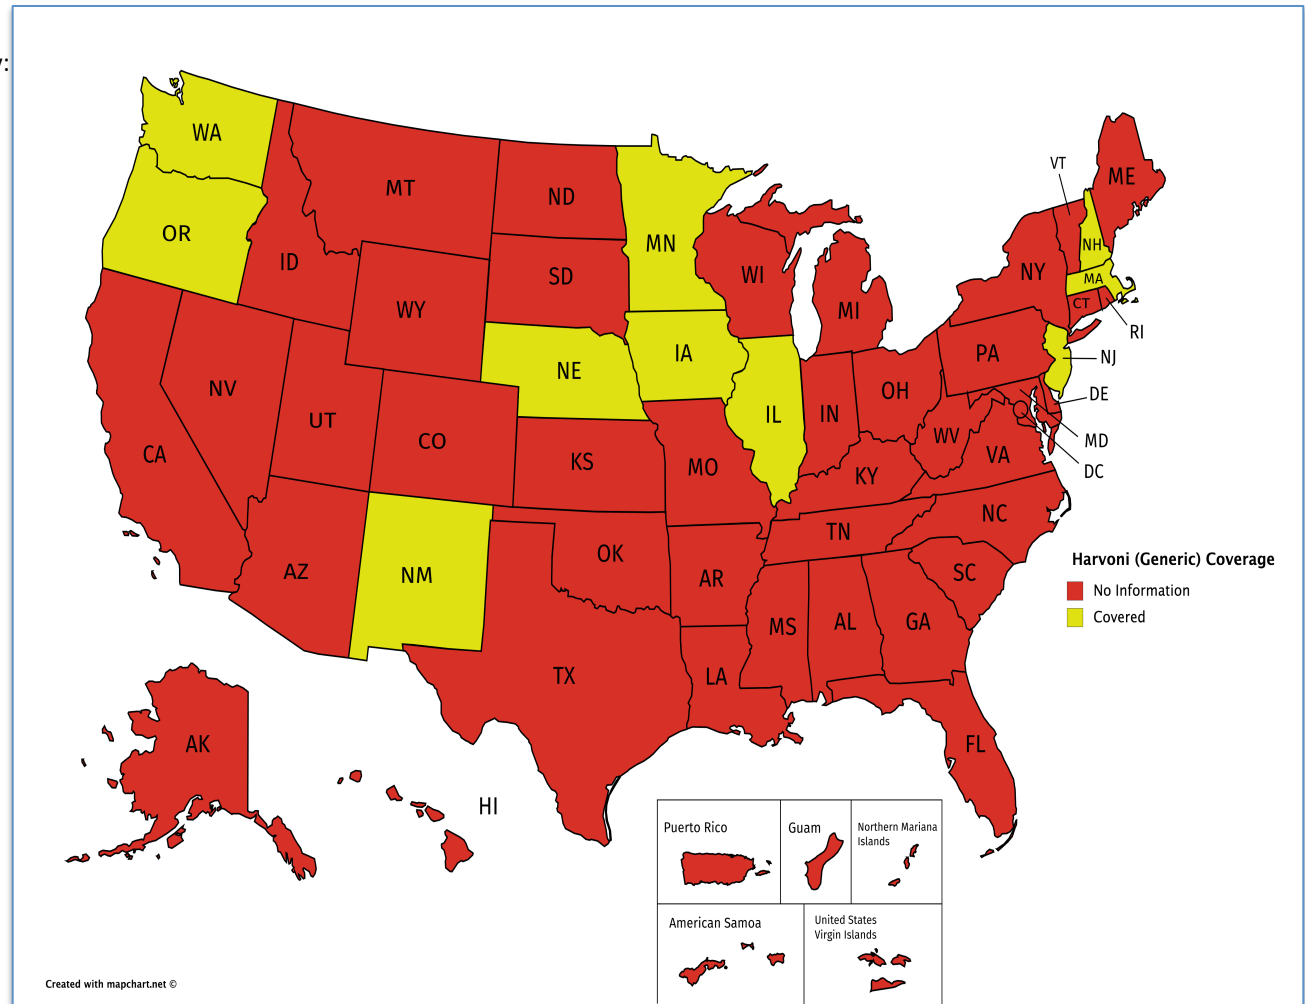 y:
WA
MT
ND
MN
VT
ME
OR
ID
SD
WI
NY
NH
MA
WY
MI
CT
RI
NE
IA
PA
NJ
NV
UT
CO
IL
IN
OH
DE
CA
KS
MO
KY
WV
VA
MD
DC
AZ
NM
OK
AR
TN
NC
SC
MS
AL
GA
TX
LA
FL
AK
HI
Harvoni (Generic) Coverage
No Information
Covered
Puerto Rico
Guam
Northern Mariana
Islands
American Samoa
United States
Virgin Islands
Created with mapchart.net ©